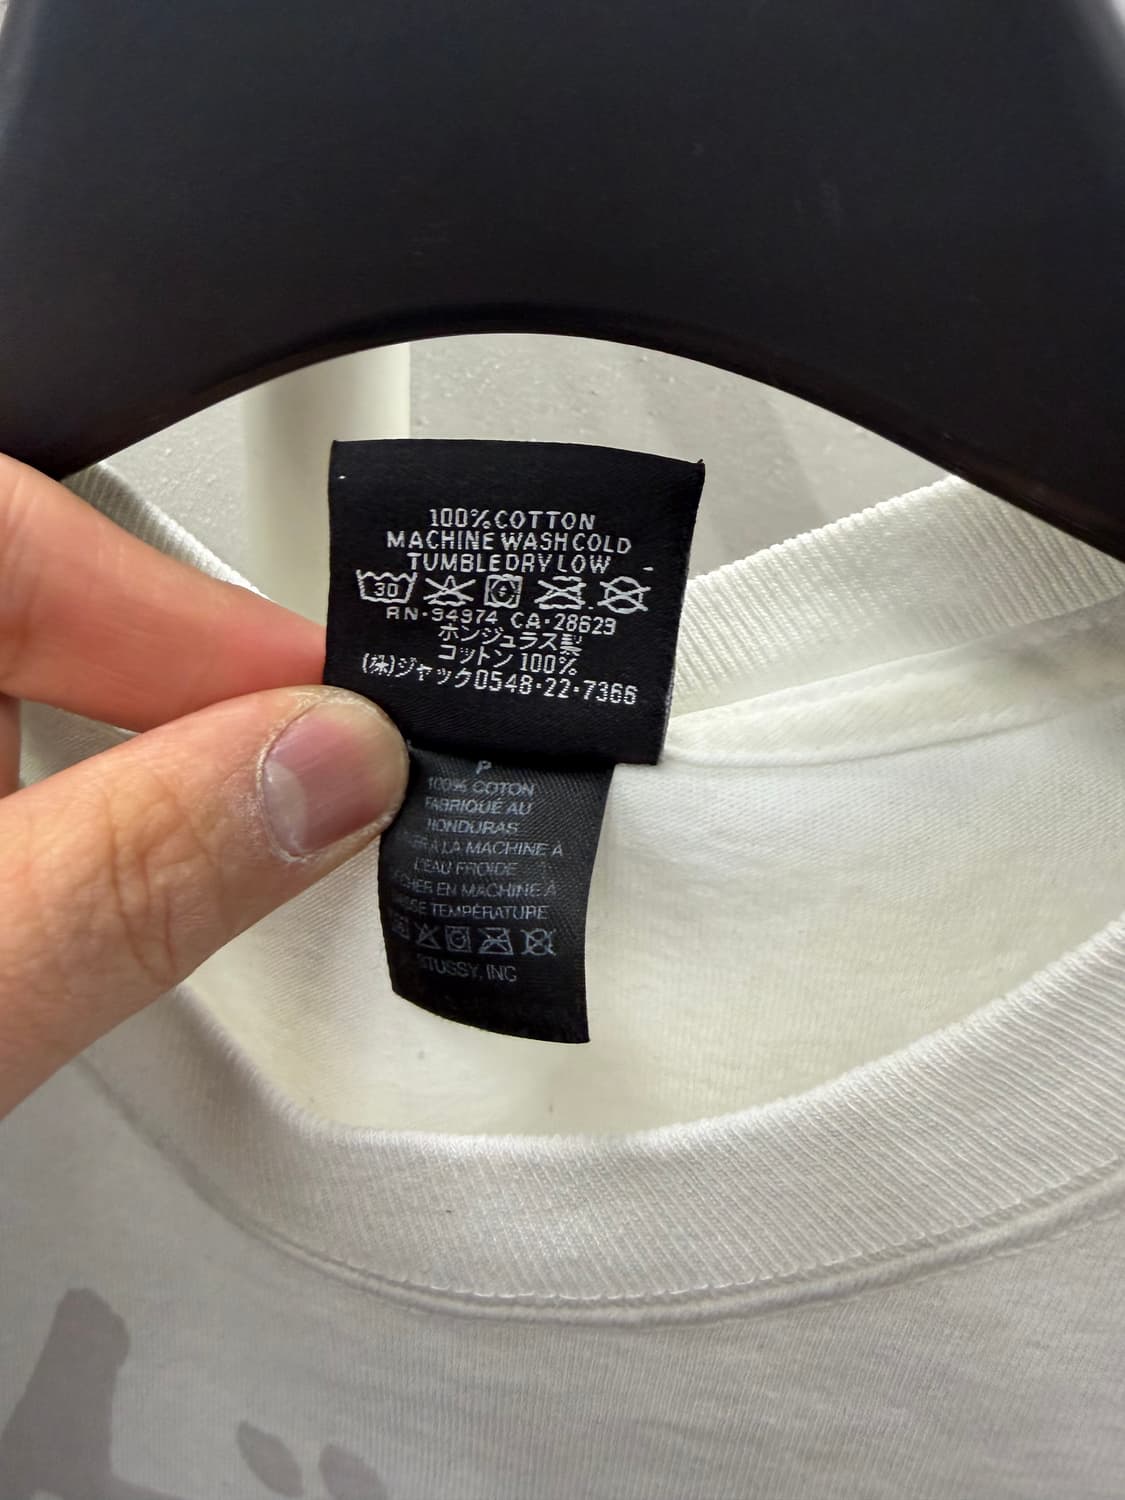 100% COTTON
MACHINE WASH COLD
TUMBLE DRY LOW
30
RN·94974 CA·28623
ホンジュラス製
コットン 100%
(株)ジャック0548·22·7366
P
100% COTON
FABRIQUÉ AU
HONDURAS
À LA MACHINE À
L'EAU FROIDE
EN MACHINE À
TEMPÉRATURE
STUSSY, INC